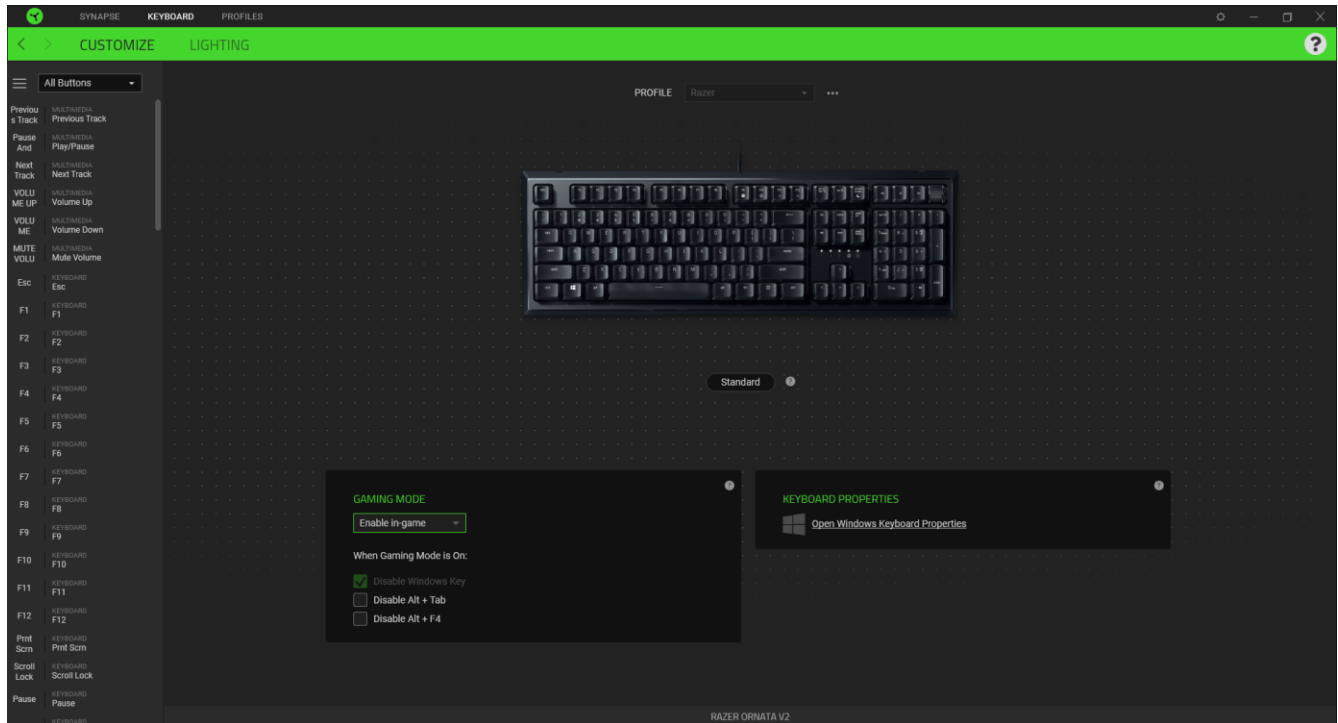 SYNAPSE KEYBOARD PROFILES
CUSTOMIZE LIGHTING
?
All Buttons
PROFILE Razer
Previou
s Track
MULTIMEDIA
Previous Track
Pause
And
MULTIMEDIA
Play/Pause
Next
Track
MULTIMEDIA
Next Track
VOLU
ME UP
MULTIMEDIA
Volume Up
VOLU
ME
MULTIMEDIA
Volume Down
MUTE
VOLU
MULTIMEDIA
Mute Volume
Esc
KEYBOARD
Esc
F1
KEYBOARD
F1
F2
KEYBOARD
F2
F3
KEYBOARD
F3
F4
KEYBOARD
F4
F5
KEYBOARD
F5
F6
KEYBOARD
F6
F7
KEYBOARD
F7
F8
KEYBOARD
F8
F9
KEYBOARD
F9
F10
KEYBOARD
F10
F11
KEYBOARD
F11
F12
KEYBOARD
F12
Prnt
Scrn
KEYBOARD
Prnt Scrn
Scroll
Lock
KEYBOARD
Scroll Lock
Pause
KEYBOARD
Pause
KEYBOARD
Standard ?
GAMING MODE ?
Enable in-game
When Gaming Mode is On:
Disable Windows Key
Disable Alt + Tab
Disable Alt + F4
KEYBOARD PROPERTIES ?
Open Windows Keyboard Properties
RAZER ORNATA V2